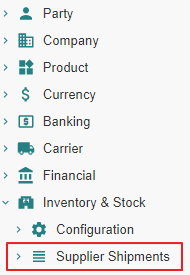 Party
Company
Product
Currency
Banking
Carrier
Financial
Inventory & Stock
Configuration
Supplier Shipments